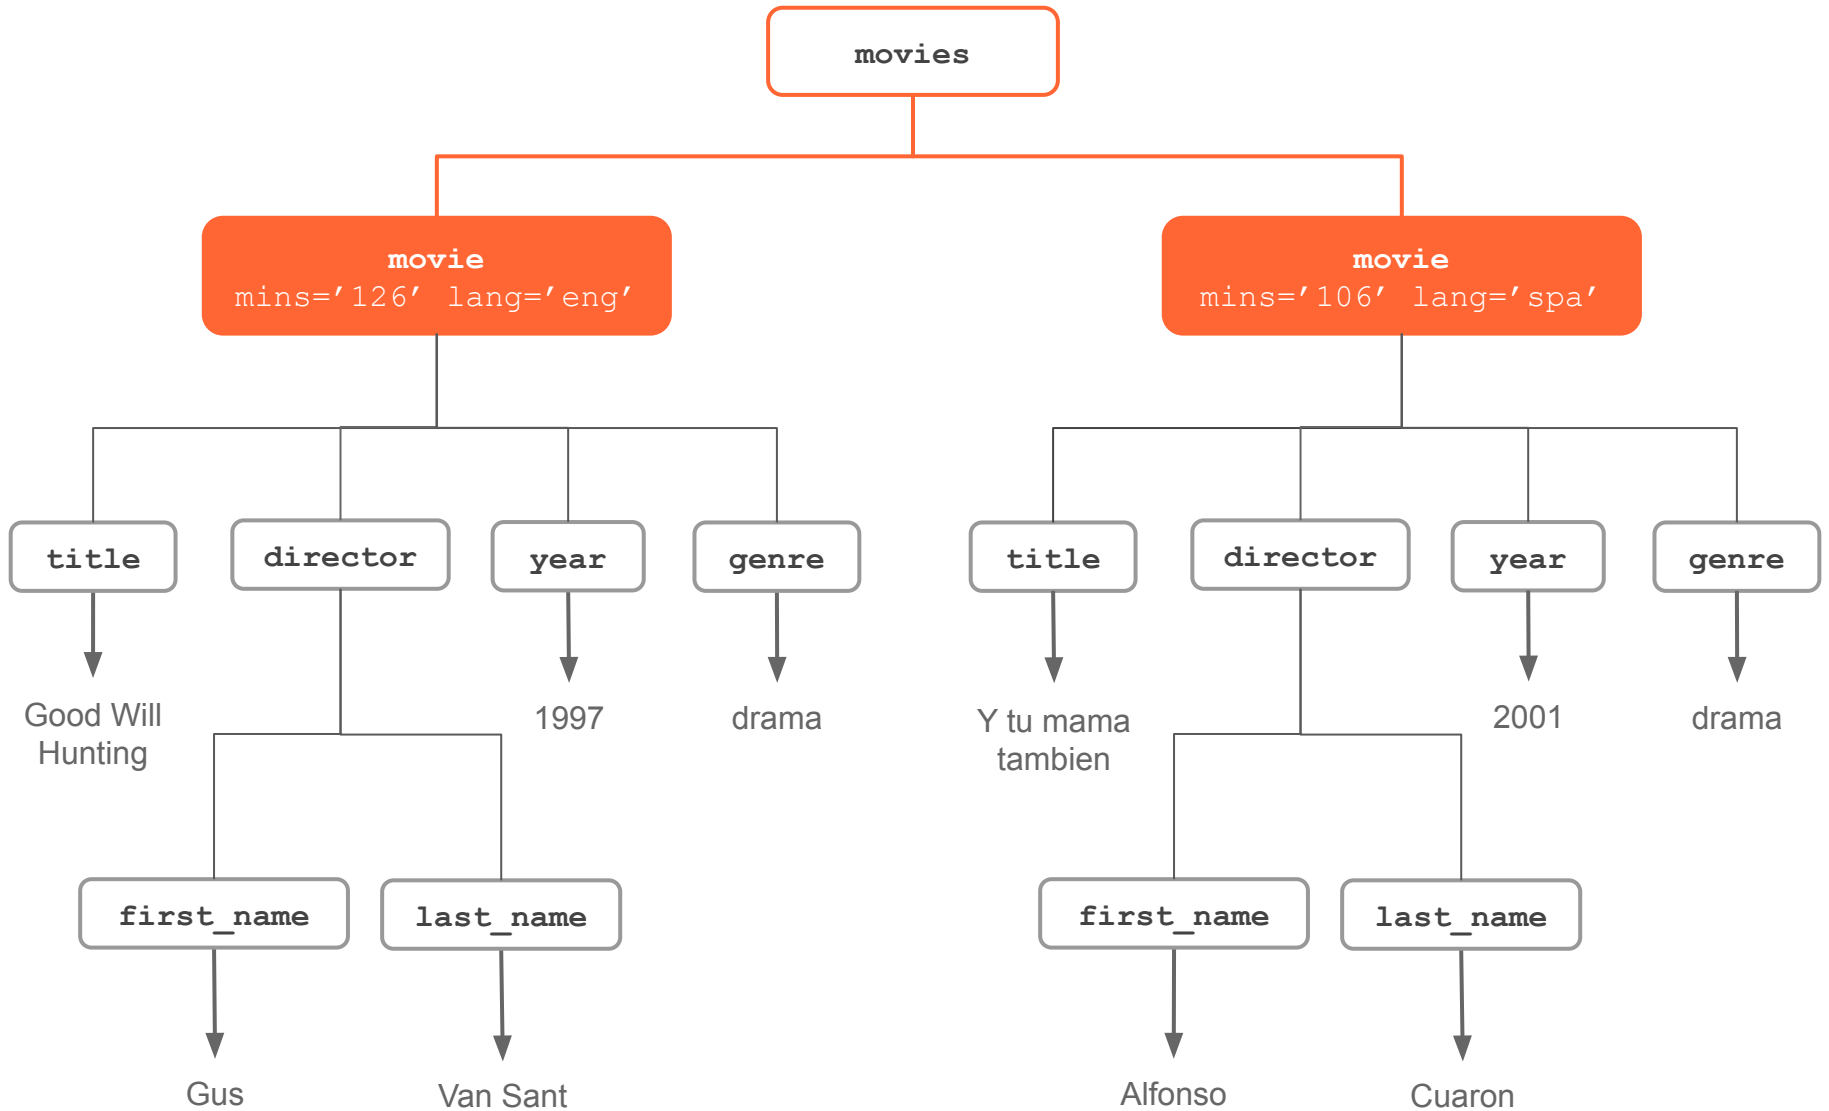 movies
movie
mins=’126’ lang=’eng’
movie
mins=’106’ lang=’spa’
title
director
year
genre
title
director
year
genre
Good Will
Hunting
1997
drama
Y tu mama
tambien
2001
drama
first_name
last_name
first_name
last_name
Gus
Van Sant
Alfonso
Cuaron